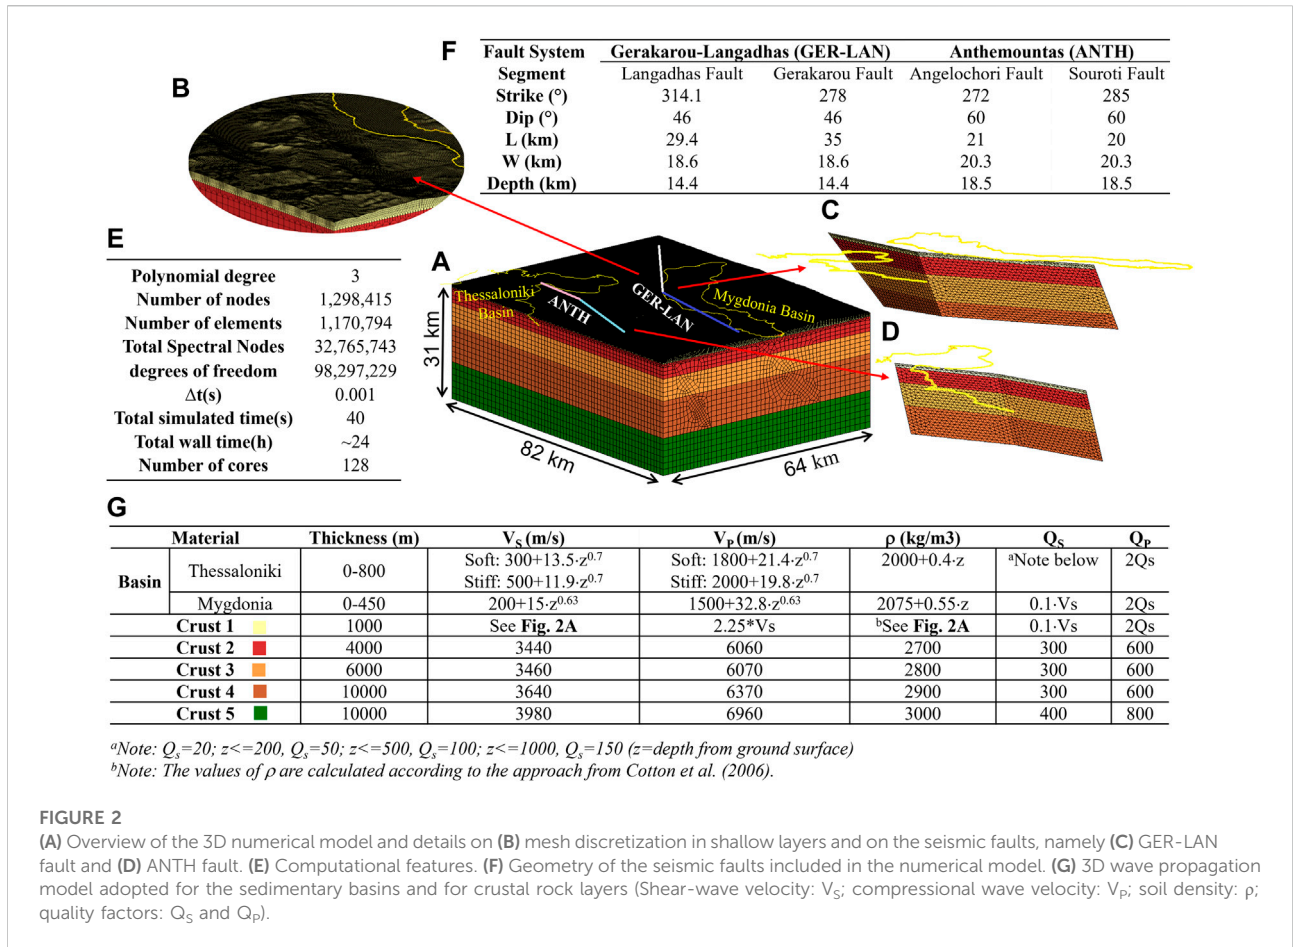 F
Fault System Gerakarou-Langadhas (GER-LAN) Anthemountas (ANTH)
Segment Langadhas Fault Gerakarou Fault Angelochori Fault Souroti Fault
Strike (°) 314.1 278 272 285
Dip (°) 46 46 60 60
L (km) 29.4 35 21 20
W (km) 18.6 18.6 20.3 20.3
Depth (km) 14.4 14.4 18.5 18.5
B
E
Polynomial degree 3
Number of nodes 1,298,415
Number of elements 1,170,794
Total Spectral Nodes 32,765,743
degrees of freedom 98,297,229
Δt(s) 0.001
Total simulated time(s) 40
Total wall time(h) ~24
Number of cores 128
A
Thessaloniki
Basin
ANTH
GER-LAN
Mygdonia Basin
31 km
82 km
64 km
C
D
G
Material Thickness (m) V_S (m/s) V_P (m/s) ρ (kg/m3) Q_S Q_P
Basin Thessaloniki 0-800 Soft: 300+13.5·z^0.7 Soft: 1800+21.4·z^0.7 2000+0.4·z ᵃNote below 2Qs
Stiff: 500+11.9·z^0.7 Stiff: 2000+19.8·z^0.7
Mygdonia 0-450 200+15·z^0.63 1500+32.8·z^0.63 2075+0.55·z 0.1·Vs 2Qs
Crust 1 1000 See Fig. 2A 2.25*Vs ᵇSee Fig. 2A 0.1·Vs 2Qs
Crust 2 4000 3440 6060 2700 300 600
Crust 3 6000 3460 6070 2800 300 600
Crust 4 10000 3640 6370 2900 300 600
Crust 5 10000 3980 6960 3000 400 800
ᵃNote: Q_s=20; z<=200, Q_s=50; z<=500, Q_s=100; z<=1000, Q_s=150 (z=depth from ground surface)
ᵇNote: The values of ρ are calculated according to the approach from Cotton et al. (2006).
FIGURE 2
(A) Overview of the 3D numerical model and details on (B) mesh discretization in shallow layers and on the seismic faults, namely (C) GER-LAN
fault and (D) ANTH fault. (E) Computational features. (F) Geometry of the seismic faults included in the numerical model. (G) 3D wave propagation
model adopted for the sedimentary basins and for crustal rock layers (Shear-wave velocity: V_S; compressional wave velocity: V_P; soil density: ρ;
quality factors: Q_S and Q_P).